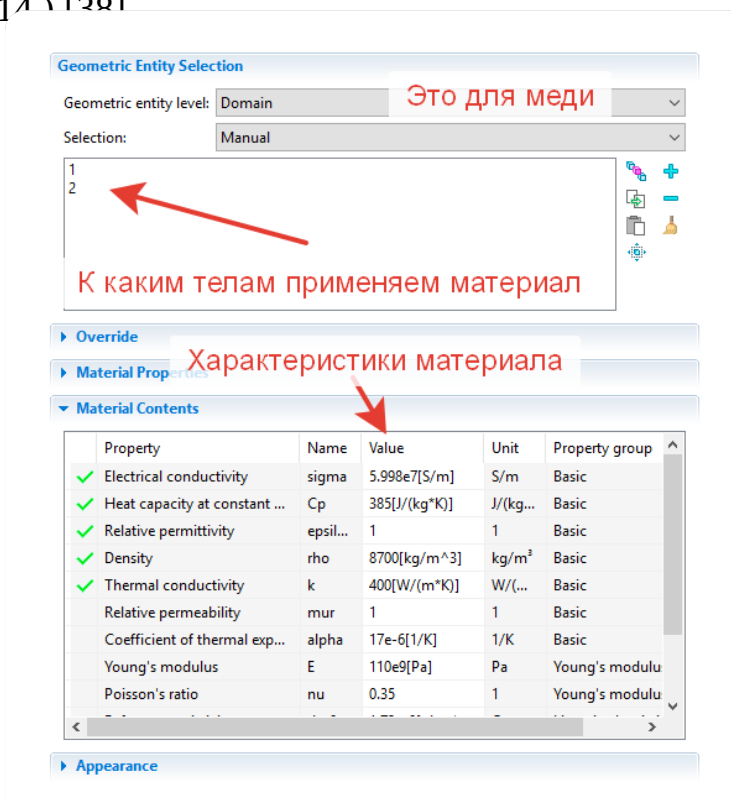 Geometric Entity Selection
Это для меди
Geometric entity level: Domain
Selection: Manual
1
2
К каким телам применяем материал
Override
Характеристики материала
Material Properties
Material Contents
Property Name Value Unit Property group
Electrical conductivity sigma 5.998e7[S/m] S/m Basic
Heat capacity at constant ... Cp 385[J/(kg*K)] J/(kg... Basic
Relative permittivity epsil... 1 1 Basic
Density rho 8700[kg/m^3] kg/m³ Basic
Thermal conductivity k 400[W/(m*K)] W/(... Basic
Relative permeability mur 1 1 Basic
Coefficient of thermal exp... alpha 17e-6[1/K] 1/K Basic
Young's modulus E 110e9[Pa] Pa Young's modulu
Poisson's ratio nu 0.35 1 Young's modulu
Appearance